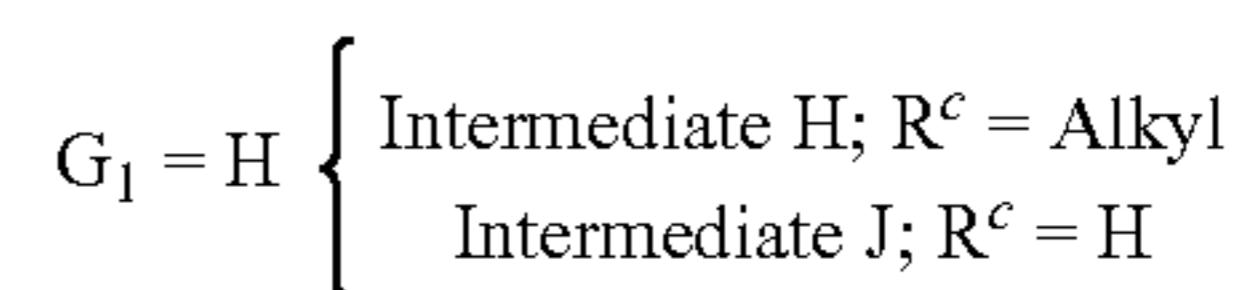 G₁ = H {
Intermediate H; Rᶜ = Alkyl
Intermediate J; Rᶜ = H